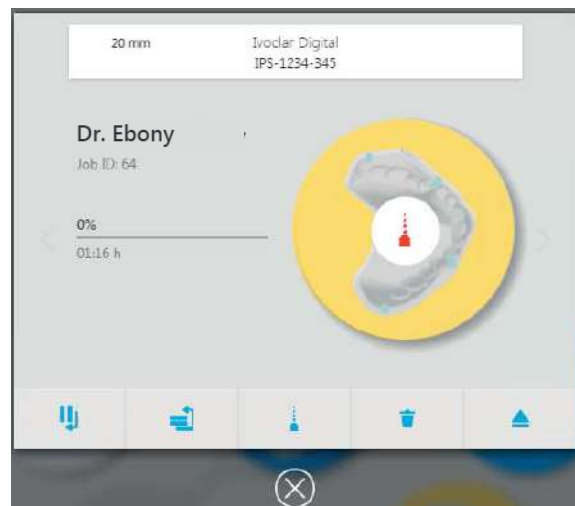 20 mm
Ivoclar Digital
IPS-1234-345
Dr. Ebony
Job ID: 64
0%
01:16 h